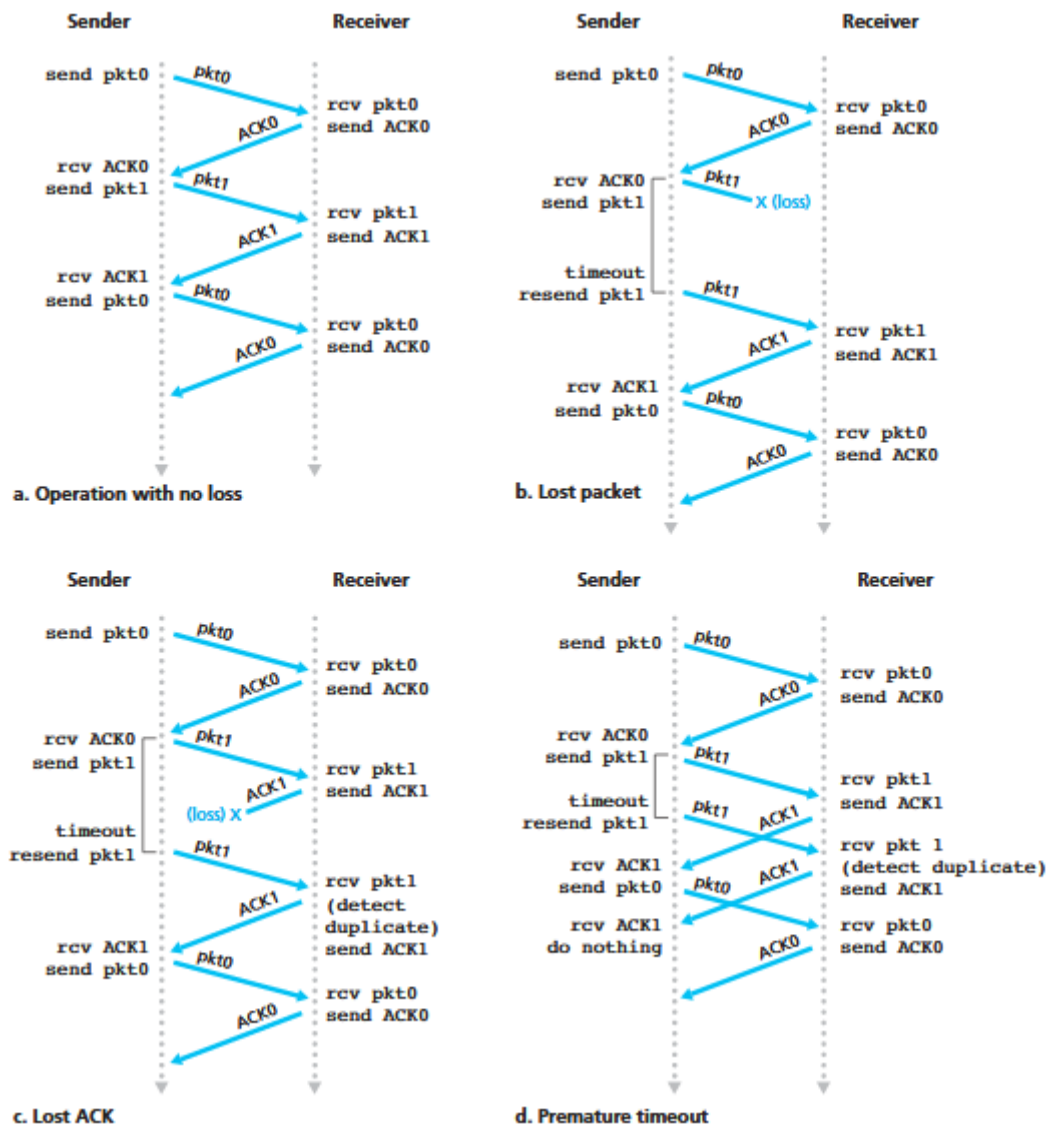 Sender
Receiver
send pkt0
pkt0
rcv pkt0
send ACK0
ACK0
rcv ACK0
send pkt1
pkt1
rcv pkt1
send ACK1
ACK1
rcv ACK1
send pkt0
pkt0
rcv pkt0
send ACK0
ACK0
a. Operation with no loss
Sender
Receiver
send pkt0
pkt0
rcv pkt0
send ACK0
ACK0
rcv ACK0
send pkt1
pkt1
X (loss)
timeout
resend pkt1
pkt1
rcv pkt1
send ACK1
ACK1
rcv ACK1
send pkt0
pkt0
rcv pkt0
send ACK0
ACK0
b. Lost packet
Sender
Receiver
send pkt0
pkt0
rcv pkt0
send ACK0
ACK0
rcv ACK0
send pkt1
pkt1
rcv pkt1
send ACK1
ACK1
(loss) X
timeout
resend pkt1
pkt1
rcv pkt1
(detect
duplicate)
send ACK1
ACK1
rcv ACK1
send pkt0
pkt0
rcv pkt0
send ACK0
ACK0
c. Lost ACK
Sender
Receiver
send pkt0
pkt0
rcv pkt0
send ACK0
ACK0
rcv ACK0
send pkt1
pkt1
rcv pkt1
send ACK1
ACK1
timeout
resend pkt1
pkt1
rcv pkt 1
(detect duplicate)
send ACK1
ACK1
rcv ACK1
send pkt0
pkt0
rcv ACK1
do nothing
rcv pkt0
send ACK0
ACK0
d. Premature timeout